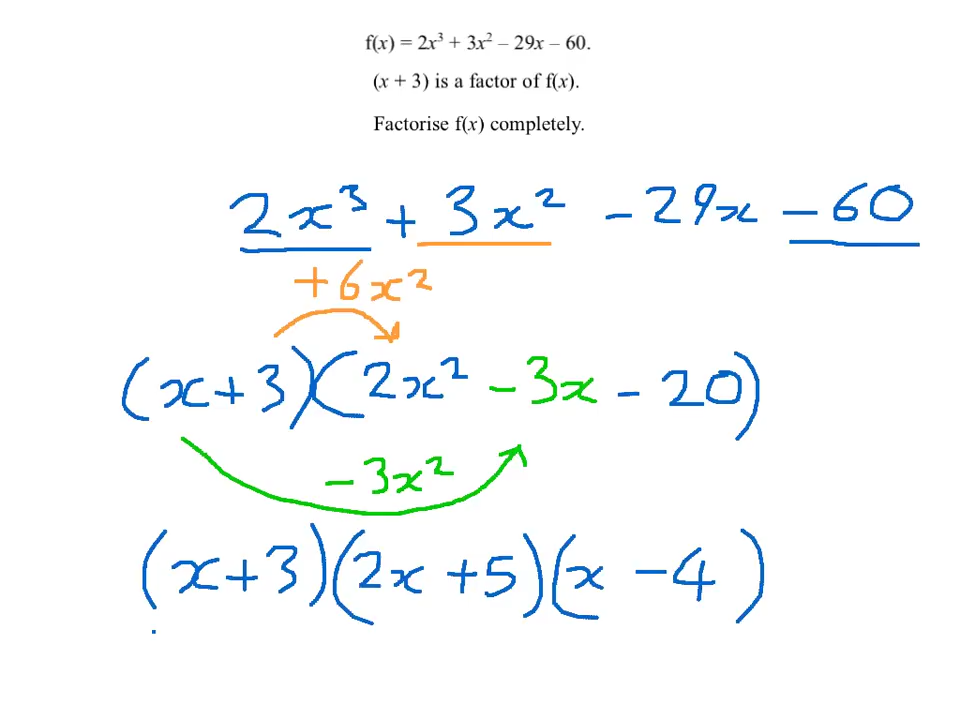 f(x) = 2x³ + 3x² – 29x – 60.
(x + 3) is a factor of f(x).
Factorise f(x) completely.
2x³ + 3x² - 29x - 60
+6x²
(x+3)(2x² - 3x - 20)
- 3x²
(x+3)(2x +5)(x - 4)